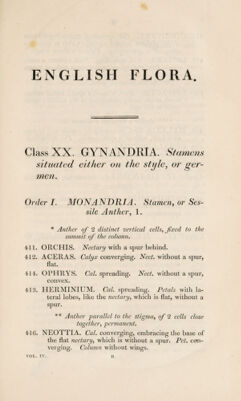 ENGLISH FLORA.
Class XX. GYNANDRIA. Stamens
situated either on the style, or ger-
men.
Order I. MONANDRIA. Stamen, or Ses-
sile Anther, 1.
* Anther of 2 distinct vertical cells, fixed to the
summit of the column.
411. ORCHIS. Nectary with a spur behind.
412. ACERAS. Calyx converging. Nect. without a spur,
flat.
414. OPHRYS. Cal. spreading. Nect. without a spur,
convex.
413. HERMINIUM. Cal. spreading. Petals with la-
teral lobes, like the nectary, which is flat, without a
spur.
** Anther parallel to the stigma, of 2 cells close
together, permanent.
416. NEOTTIA. Cal. converging, embracing the base of
the flat nectary, which is without a spur. Pet. con-
verging. Column without wings.
VOL. IV. B